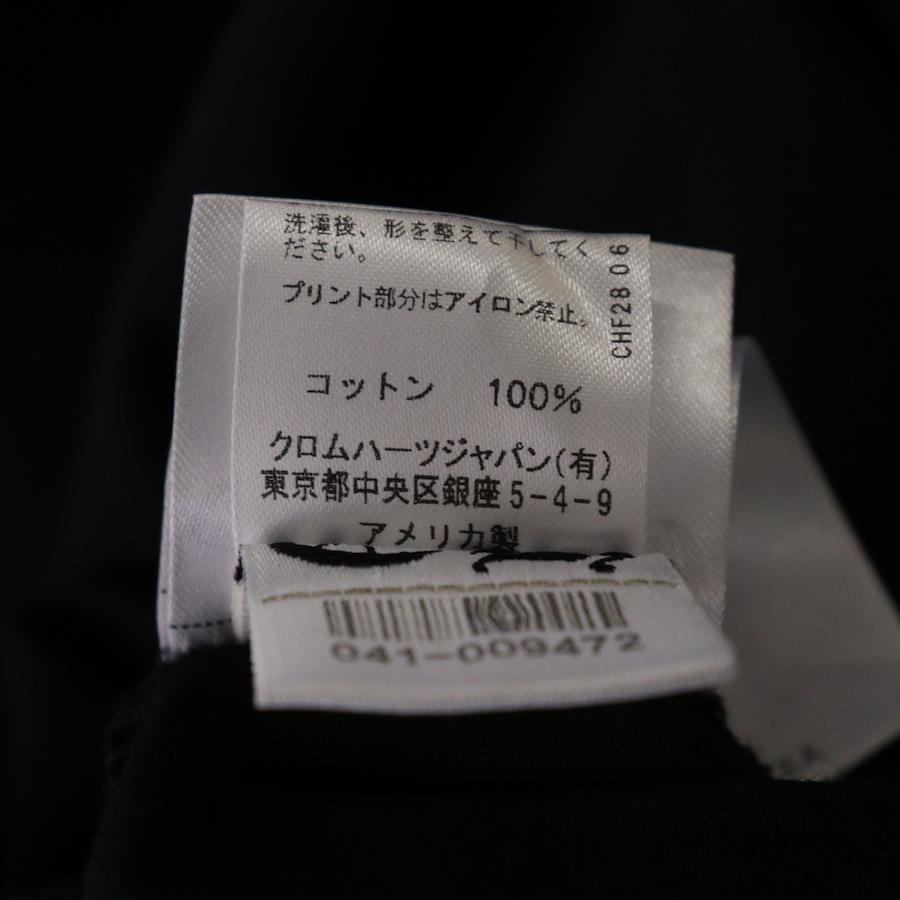 洗濯後、形を整えて干してく
ださい。
プリント部分はアイロン禁止。
CHF2806
コットン 100%
クロムハーツジャパン(有)
東京都中央区銀座5-4-9
アメリカ製
041-009472